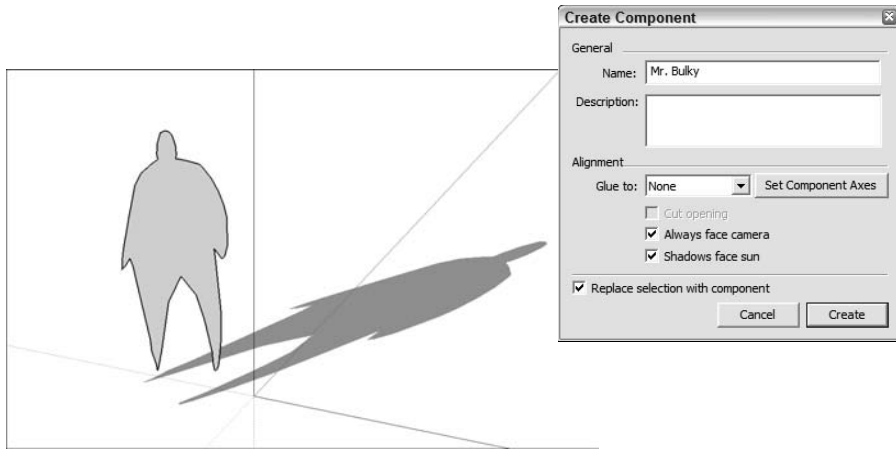 Create Component
General
Name: Mr. Bulky
Description:
Alignment
Glue to: None Set Component Axes
Cut opening
Always face camera
Shadows face sun
Replace selection with component
Cancel Create